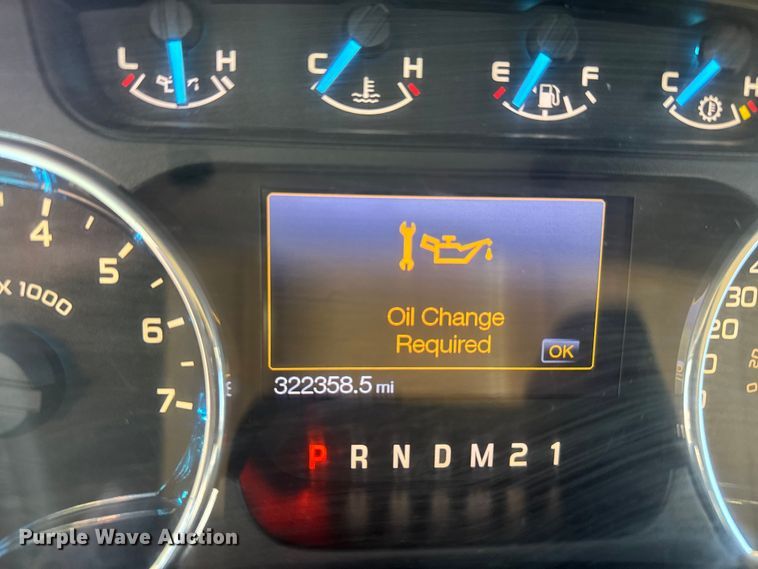 L H
C H
E F
C H
4
5
x 1000
6
7
Oil Change
Required
OK
322358.5 mi
P R N D M 2 1
30
20
Purple Wave Auction